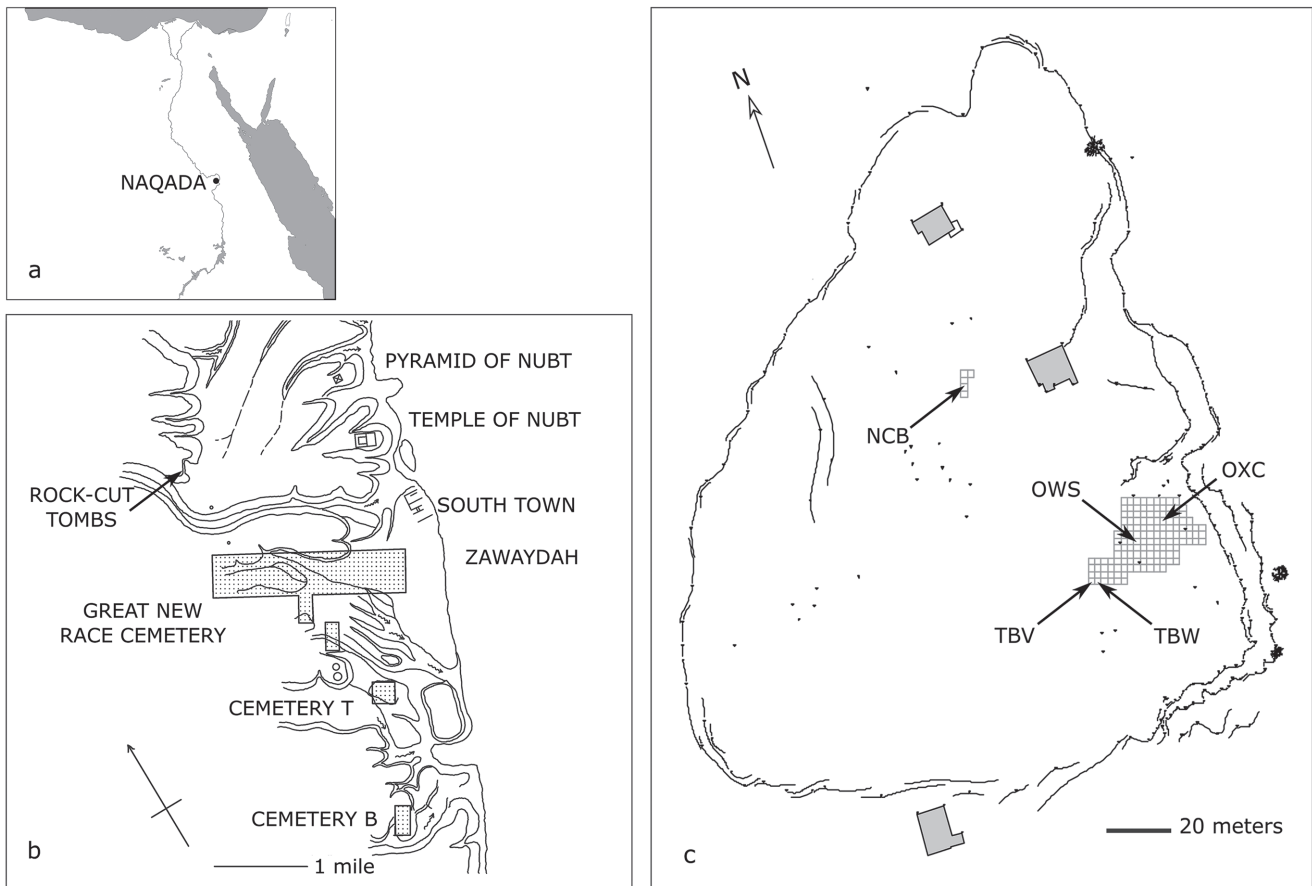 NAQADA
a
PYRAMID OF NUBT
TEMPLE OF NUBT
ROCK-CUT
TOMBS
SOUTH TOWN
ZAWAYDAH
GREAT NEW
RACE CEMETERY
CEMETERY T
CEMETERY B
b
1 mile
N
NCB
OWS
OXC
TBV
TBW
20 meters
c